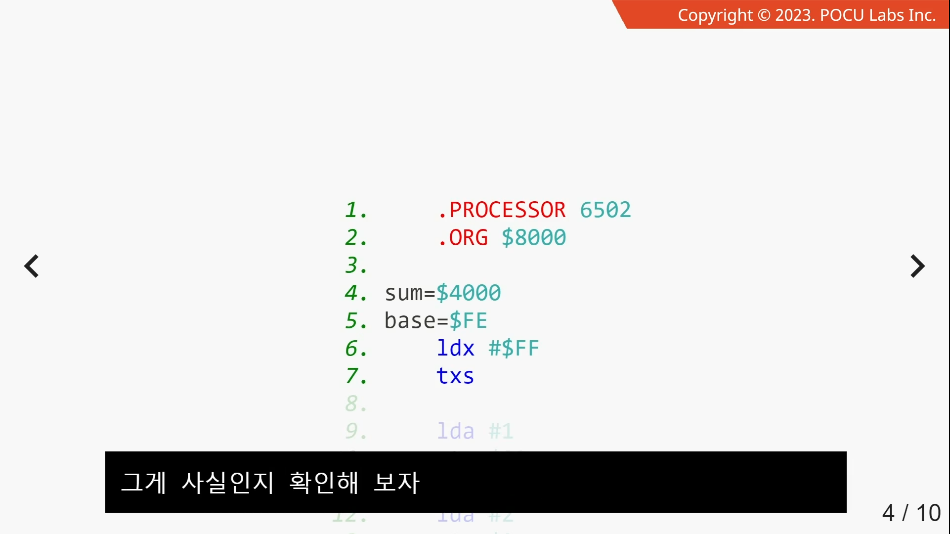 Copyright © 2023. POCU Labs Inc.
1. .PROCESSOR 6502
2. .ORG $8000
3.
4. sum=$4000
5. base=$FE
6. ldx #$FF
7. txs
8.
9. lda #1
그게 사실인지 확인해 보자
12. lda #2
4 / 10